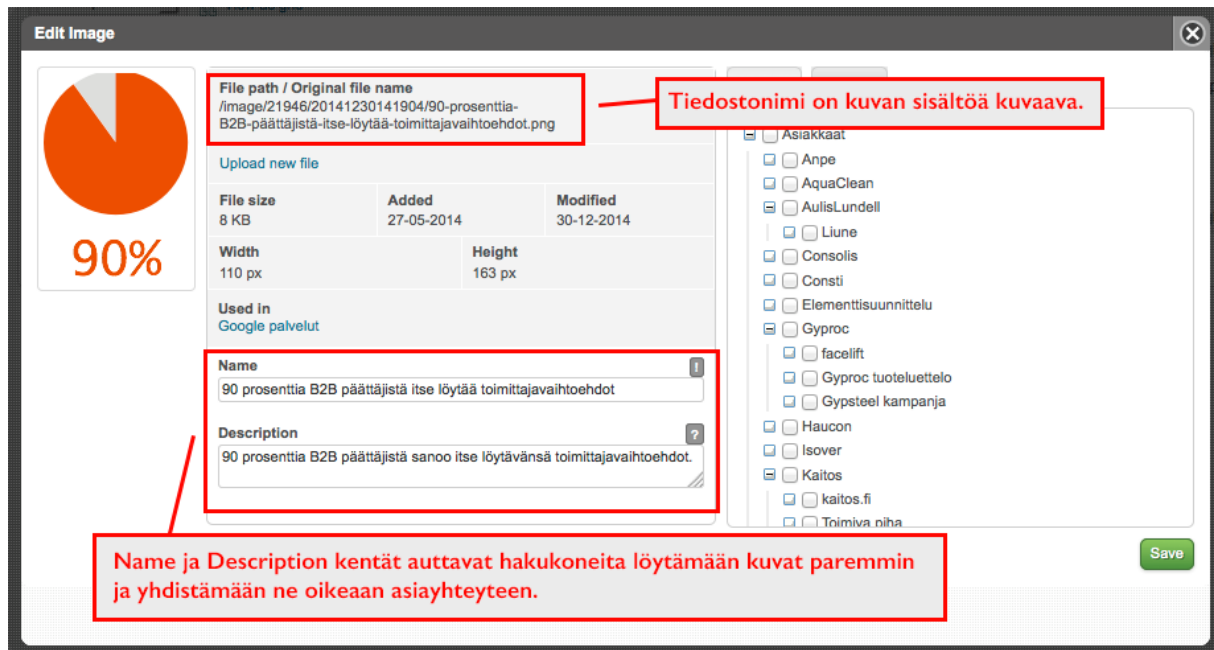 Edit Image
90%
File path / Original file name
/image/21946/20141230141904/90-prosenttia-
B2B-päättäjistä-itse-löytää-toimittajavaihtoehdot.png
Tiedostonimi on kuvan sisältöä kuvaava.
Upload new file
File size
8 KB
Added
27-05-2014
Modified
30-12-2014
Width
110 px
Height
163 px
Used in
Google palvelut
Name
!
90 prosenttia B2B päättäjistä itse löytää toimittajavaihtoehdot
Description
?
90 prosenttia B2B päättäjistä sanoo itse löytävänsä toimittajavaihtoehdot.
Asiakkaat
Anpe
AquaClean
AulisLundell
Liune
Consolis
Consti
Elementtisuunnittelu
Gyproc
facelift
Gyproc tuoteluettelo
Gypsteel kampanja
Haucon
Isover
Kaitos
kaitos.fi
Toimiva piha
Name ja Description kentät auttavat hakukoneita löytämään kuvat paremmin
ja yhdistämään ne oikeaan asiayhteyteen.
Save